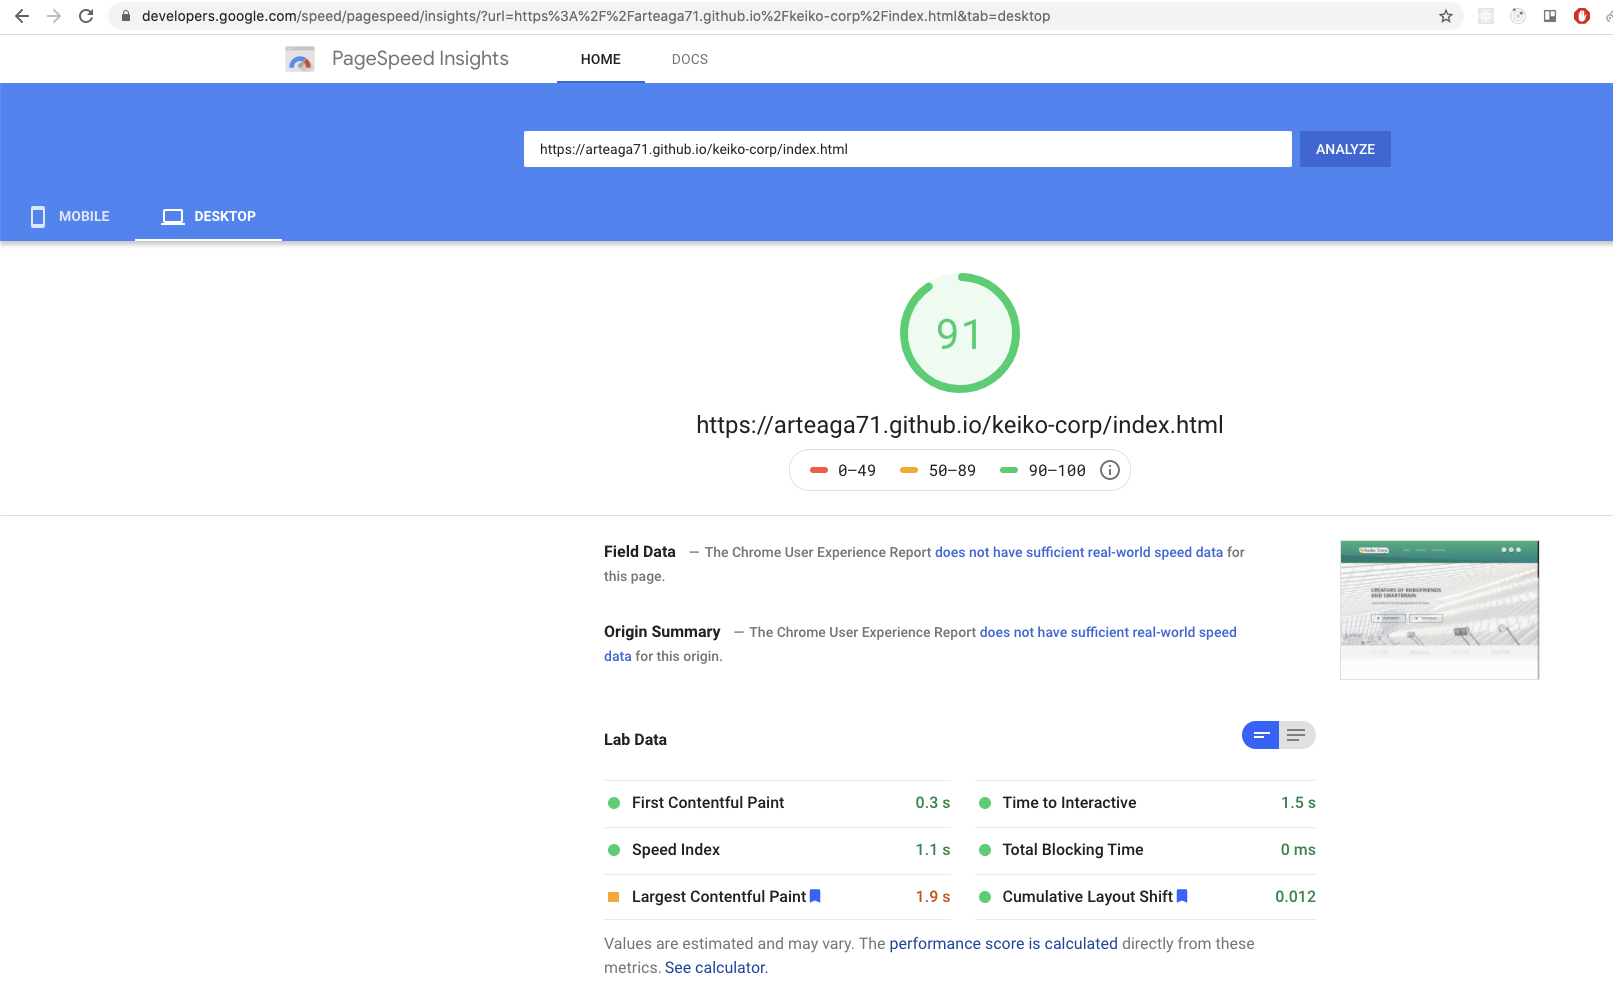 developers.google.com/speed/pagespeed/insights/?url=https%3A%2F%2Farteaga71.github.io%2Fkeiko-corp%2Findex.html&tab=desktop
PageSpeed Insights HOME DOCS
https://arteaga71.github.io/keiko-corp/index.html ANALYZE
MOBILE DESKTOP
91
https://arteaga71.github.io/keiko-corp/index.html
0–49 50–89 90–100
Field Data — The Chrome User Experience Report does not have sufficient real-world speed data for
this page.
CREATORS OF ROBOFRIENDS
AND SMARTBRAIN
Origin Summary — The Chrome User Experience Report does not have sufficient real-world speed
data for this origin.
Lab Data
First Contentful Paint 0.3 s Time to Interactive 1.5 s
Speed Index 1.1 s Total Blocking Time 0 ms
Largest Contentful Paint 1.9 s Cumulative Layout Shift 0.012
Values are estimated and may vary. The performance score is calculated directly from these
metrics. See calculator.